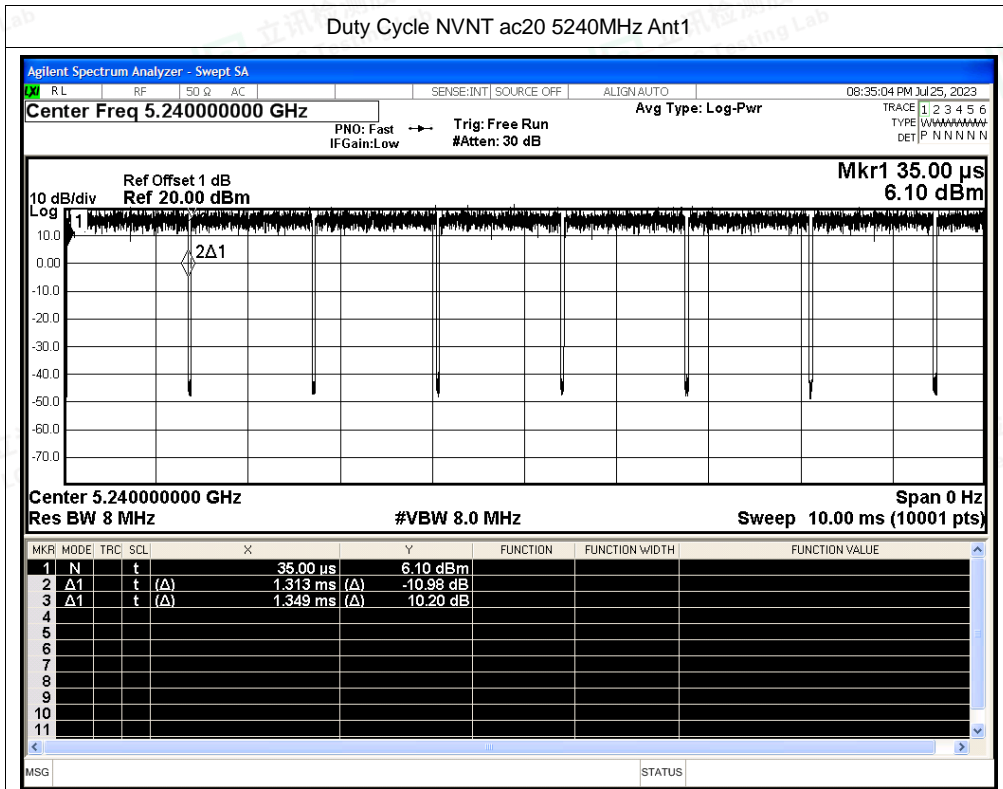 Duty Cycle NVNT ac20 5240MHz Ant1
Agilent Spectrum Analyzer - Swept SA
LXI RL RF 50 Ω AC SENSE:INT SOURCE OFF ALIGN AUTO 08:35:04 PM Jul 25, 2023
Center Freq 5.240000000 GHz Avg Type: Log-Pwr TRACE 1 2 3 4 5 6
PNO: Fast Trig: Free Run TYPE
IFGain:Low #Atten: 30 dB DET P N N N N N
Mkr1 35.00 µs
6.10 dBm
Ref Offset 1 dB
10 dB/div Ref 20.00 dBm
Log
1
10.0
2Δ1
0.00
-10.0
-20.0
-30.0
-40.0
-50.0
-60.0
-70.0
Center 5.240000000 GHz Span 0 Hz
Res BW 8 MHz #VBW 8.0 MHz Sweep 10.00 ms (10001 pts)
MKR MODE TRC SCL X Y FUNCTION FUNCTION WIDTH FUNCTION VALUE
1 N t 35.00 µs 6.10 dBm
2 Δ1 t (Δ) 1.313 ms (Δ) -10.98 dB
3 Δ1 t (Δ) 1.349 ms (Δ) 10.20 dB
4
5
6
7
8
9
10
11
MSG STATUS